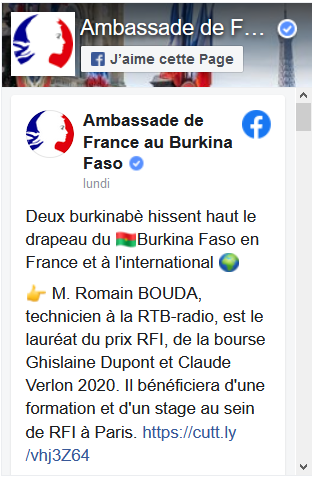 Ambassade de F...
J'aime cette Page
Ambassade de
France au Burkina
Faso
lundi
Deux burkinabè hissent haut le
drapeau du 🇧🇫Burkina Faso en
France et à l'international 🌍
👉 M. Romain BOUDA,
technicien à la RTB-radio, est le
lauréat du prix RFI, de la bourse
Ghislaine Dupont et Claude
Verlon 2020. Il bénéficiera d'une
formation et d'un stage au sein
de RFI à Paris. https://cutt.ly
/vhj3Z64